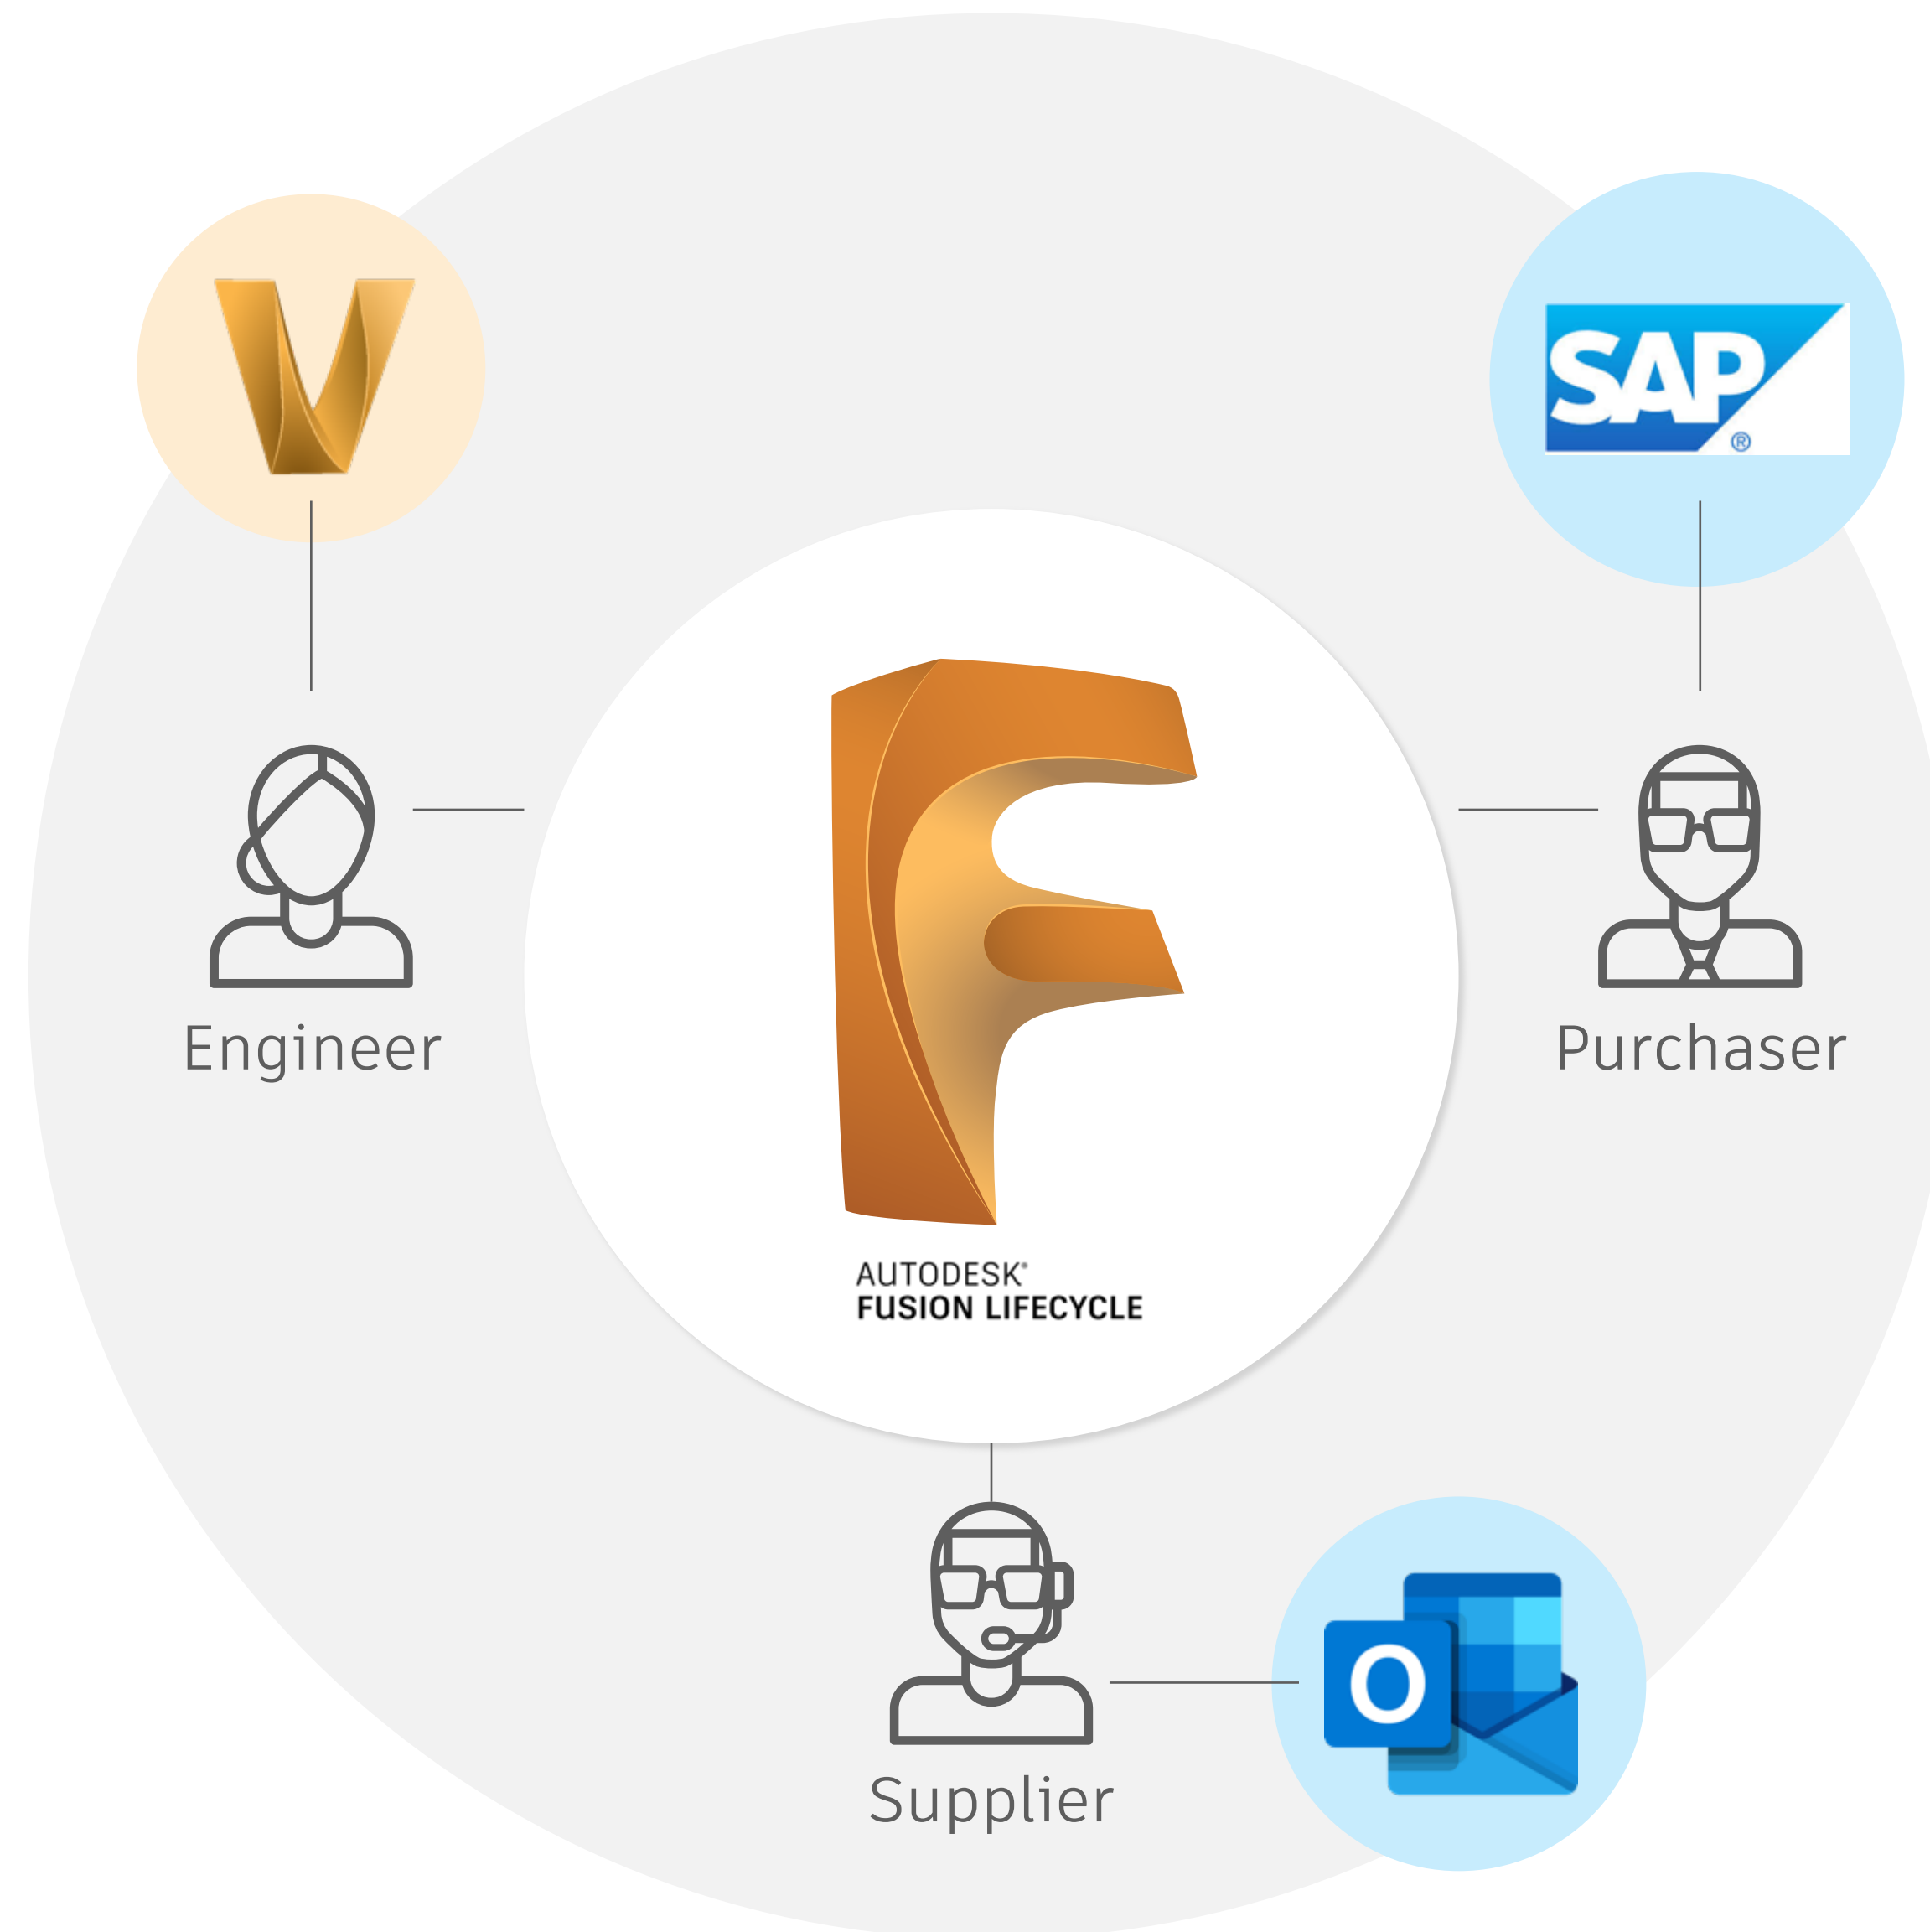 V
SAP
®
F
Engineer
Purchaser
AUTODESK®
FUSION LIFECYCLE
O
Supplier